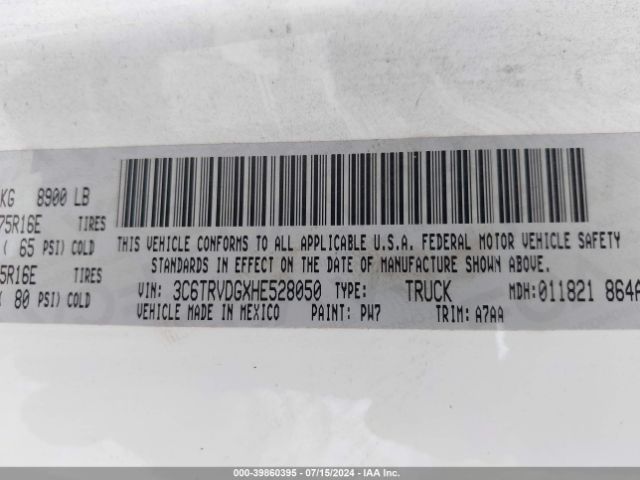 KG 8900 LB
75R16E TIRES
( 65 PSI) COLD
5R16E TIRES
( 80 PSI) COLD
THIS VEHICLE CONFORMS TO ALL APPLICABLE U.S.A. FEDERAL MOTOR VEHICLE SAFETY
STANDARDS IN EFFECT ON THE DATE OF MANUFACTURE SHOWN ABOVE.
VIN: 3C6TRVDGXHE528050 TYPE: TRUCK MDH:011821 864A
VEHICLE MADE IN MEXICO PAINT: PW7 TRIM: A7AA
230-39860395 - 07/15/2024 - IAA Inc.